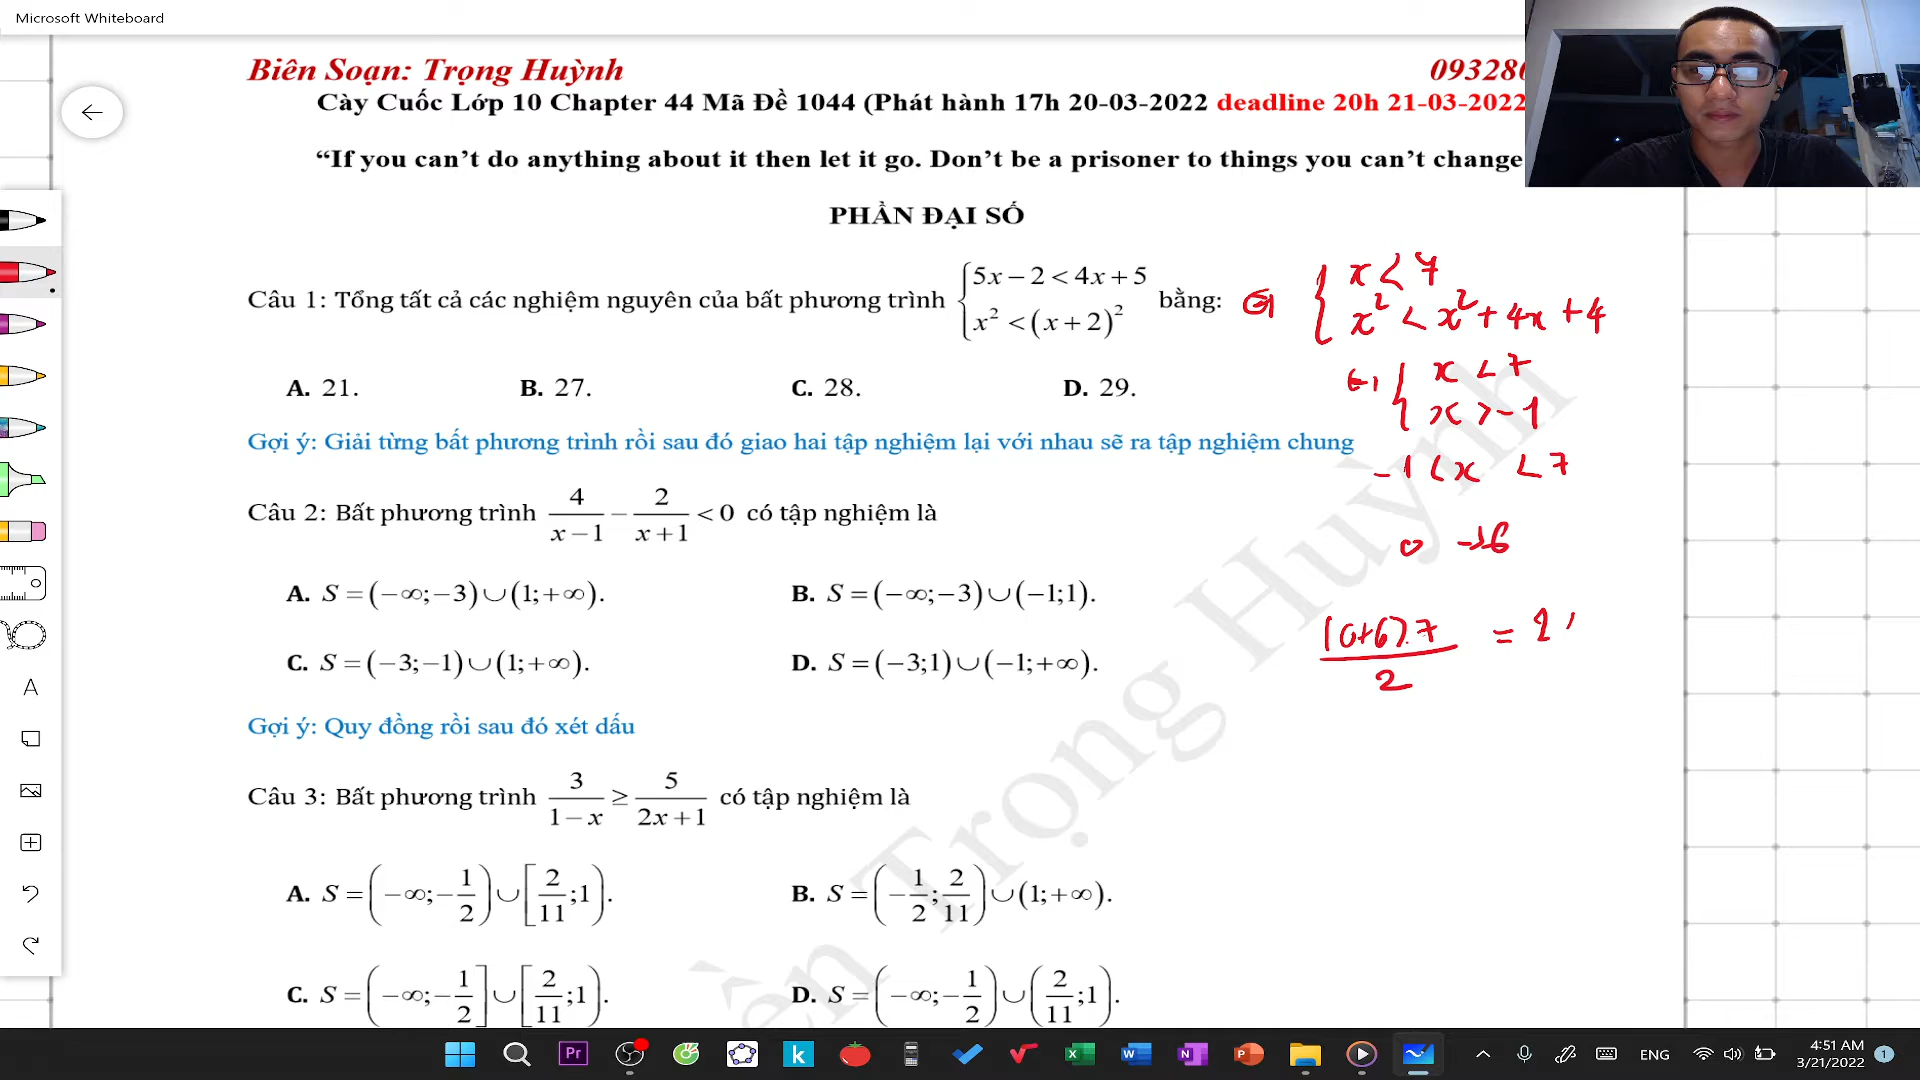 Microsoft Whiteboard
Biên Soạn: Trọng Huỳnh 093280
Cày Cuốc Lớp 10 Chapter 44 Mã Đề 1044 (Phát hành 17h 20-03-2022 deadline 20h 21-03-2022
“If you can’t do anything about it then let it go. Don’t be a prisoner to things you can’t change
PHẦN ĐẠI SỐ
Câu 1: Tổng tất cả các nghiệm nguyên của bất phương trình { 5x − 2 < 4x + 5 ; x² < (x + 2)² bằng:
A. 21. B. 27. C. 28. D. 29.
Gợi ý: Giải từng bất phương trình rồi sau đó giao hai tập nghiệm lại với nhau sẽ ra tập nghiệm chung
Câu 2: Bất phương trình 4/(x − 1) − 2/(x + 1) < 0 có tập nghiệm là
A. S = (−∞;−3)∪(1;+∞). B. S = (−∞;−3)∪(−1;1).
C. S = (−3;−1)∪(1;+∞). D. S = (−3;1)∪(−1;+∞).
Gợi ý: Quy đồng rồi sau đó xét dấu
Câu 3: Bất phương trình 3/(1 − x) ≥ 5/(2x + 1) có tập nghiệm là
A. S = (−∞;−1/2)∪[2/11;1). B. S = (−1/2;2/11)∪(1;+∞).
C. S = (−∞;−1/2]∪[2/11;1). D. S = (−∞;−1/2)∪(2/11;1).
x < 7
x² < x² + 4x + 4
x < 7
x > −1
−1 < x < 7
0 → 6
(0+6).7/2 =
Trọng Huỳnh
A
Pr
k
ENG
4:51 AM
3/21/2022
1